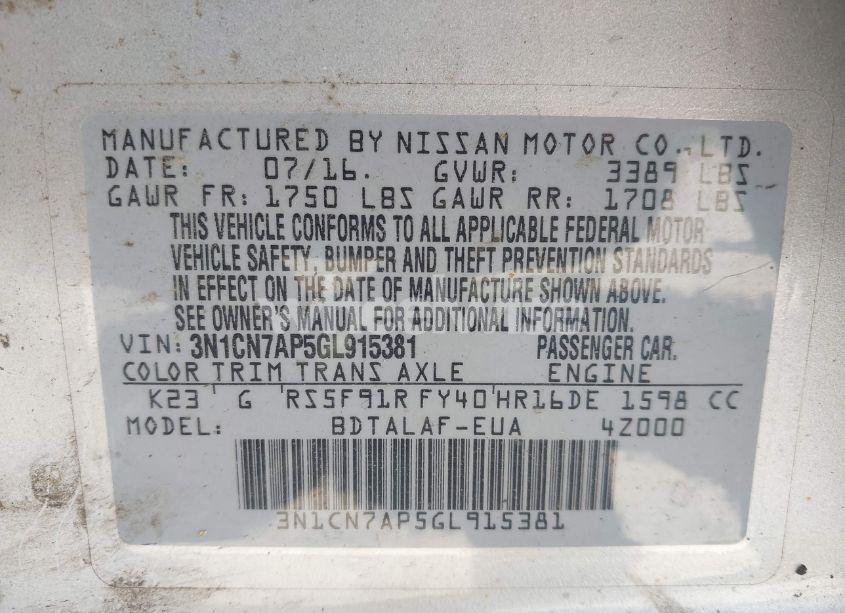 MANUFACTURED BY NISSAN MOTOR CO.,LTD.
DATE: 07/16. GVWR: 3389 LBS
GAWR FR: 1750 LBS GAWR RR: 1708 LBS
THIS VEHICLE CONFORMS TO ALL APPLICABLE FEDERAL MOTOR
VEHICLE SAFETY, BUMPER AND THEFT PREVENTION STANDARDS
IN EFFECT ON THE DATE OF MANUFACTURE SHOWN ABOVE.
SEE OWNER'S MANUAL FOR ADDITIONAL INFORMATION.
VIN: 3N1CN7AP5GL915381 PASSENGER CAR.
COLOR TRIM TRANS AXLE ENGINE
K23 G RS5F91R FY40 HR16DE 1598 CC
MODEL: BDTALAF-EUA 4Z000
3N1CN7AP5GL915381